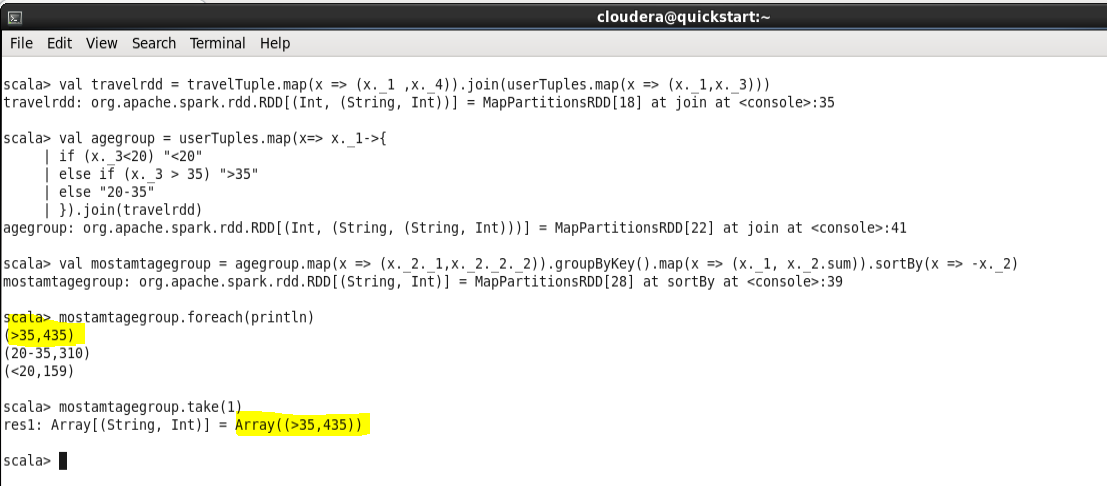 cloudera@quickstart:~
File Edit View Search Terminal Help
scala> val travelrdd = travelTuple.map(x => (x._1 ,x._4)).join(userTuples.map(x => (x._1,x._3)))
travelrdd: org.apache.spark.rdd.RDD[(Int, (String, Int))] = MapPartitionsRDD[18] at join at <console>:35
scala> val agegroup = userTuples.map(x=> x._1->{
| if (x._3<20) "<20"
| else if (x._3 > 35) ">35"
| else "20-35"
| }).join(travelrdd)
agegroup: org.apache.spark.rdd.RDD[(Int, (String, (String, Int)))] = MapPartitionsRDD[22] at join at <console>:41
scala> val mostamtagegroup = agegroup.map(x => (x._2._1,x._2._2._2)).groupByKey().map(x => (x._1, x._2.sum)).sortBy(x => -x._2)
mostamtagegroup: org.apache.spark.rdd.RDD[(String, Int)] = MapPartitionsRDD[28] at sortBy at <console>:39
scala> mostamtagegroup.foreach(println)
(>35,435)
(20-35,310)
(<20,159)
scala> mostamtagegroup.take(1)
res1: Array[(String, Int)] = Array((>35,435))
scala>